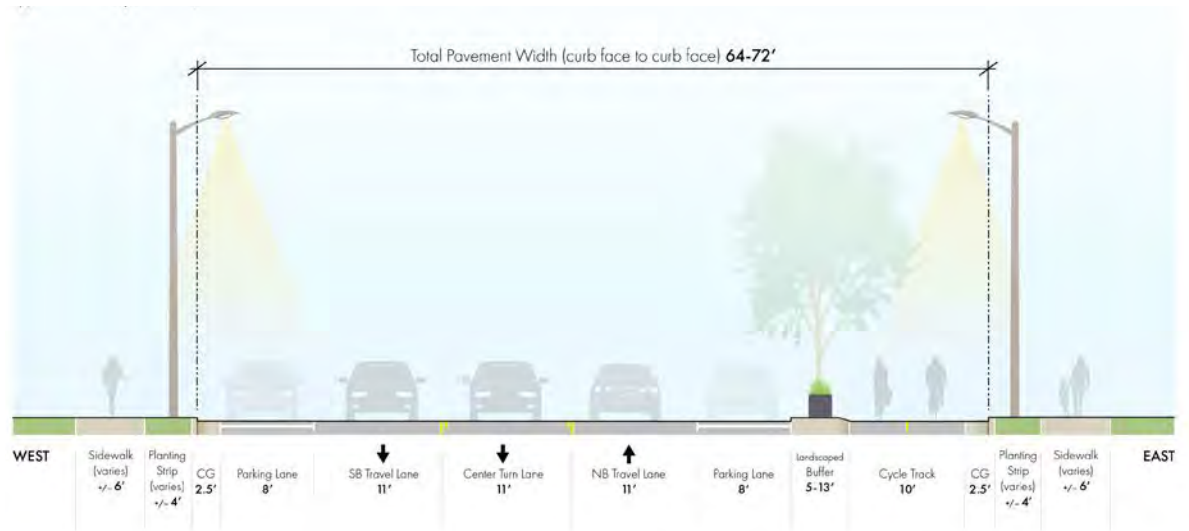 Total Pavement Width (curb face to curb face) 64-72'
WEST
Sidewalk
(varies)
+/- 6'
Planting
Strip
(varies)
+/- 4'
CG
2.5'
Parking Lane
8'
SB Travel Lane
11'
Center Turn Lane
11'
NB Travel Lane
11'
Parking Lane
8'
Landscaped
Buffer
5-13'
Cycle Track
10'
CG
2.5'
Planting
Strip
(varies)
+/- 4'
Sidewalk
(varies)
+/- 6'
EAST